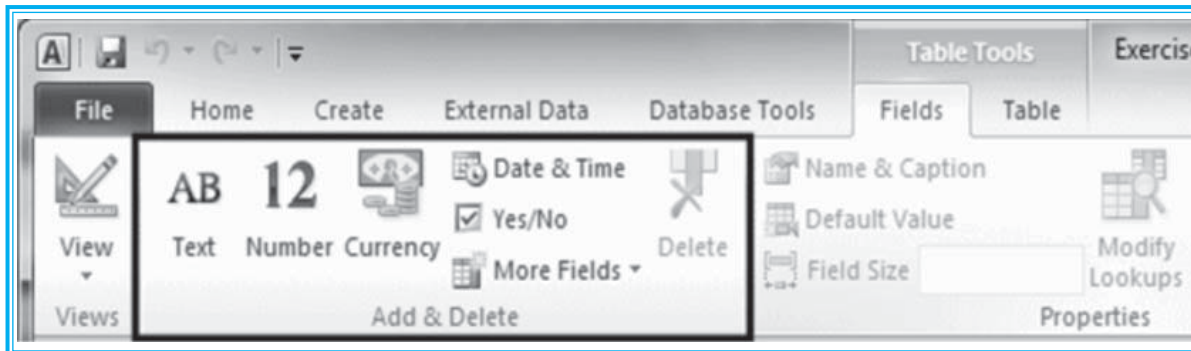 A
Table Tools Exercise
File Home Create External Data Database Tools Fields Table
AB 12 Date & Time Name & Caption
Yes/No Default Value
View Text Number Currency Delete Modify
More Fields Field Size Lookups
Views Add & Delete Properties